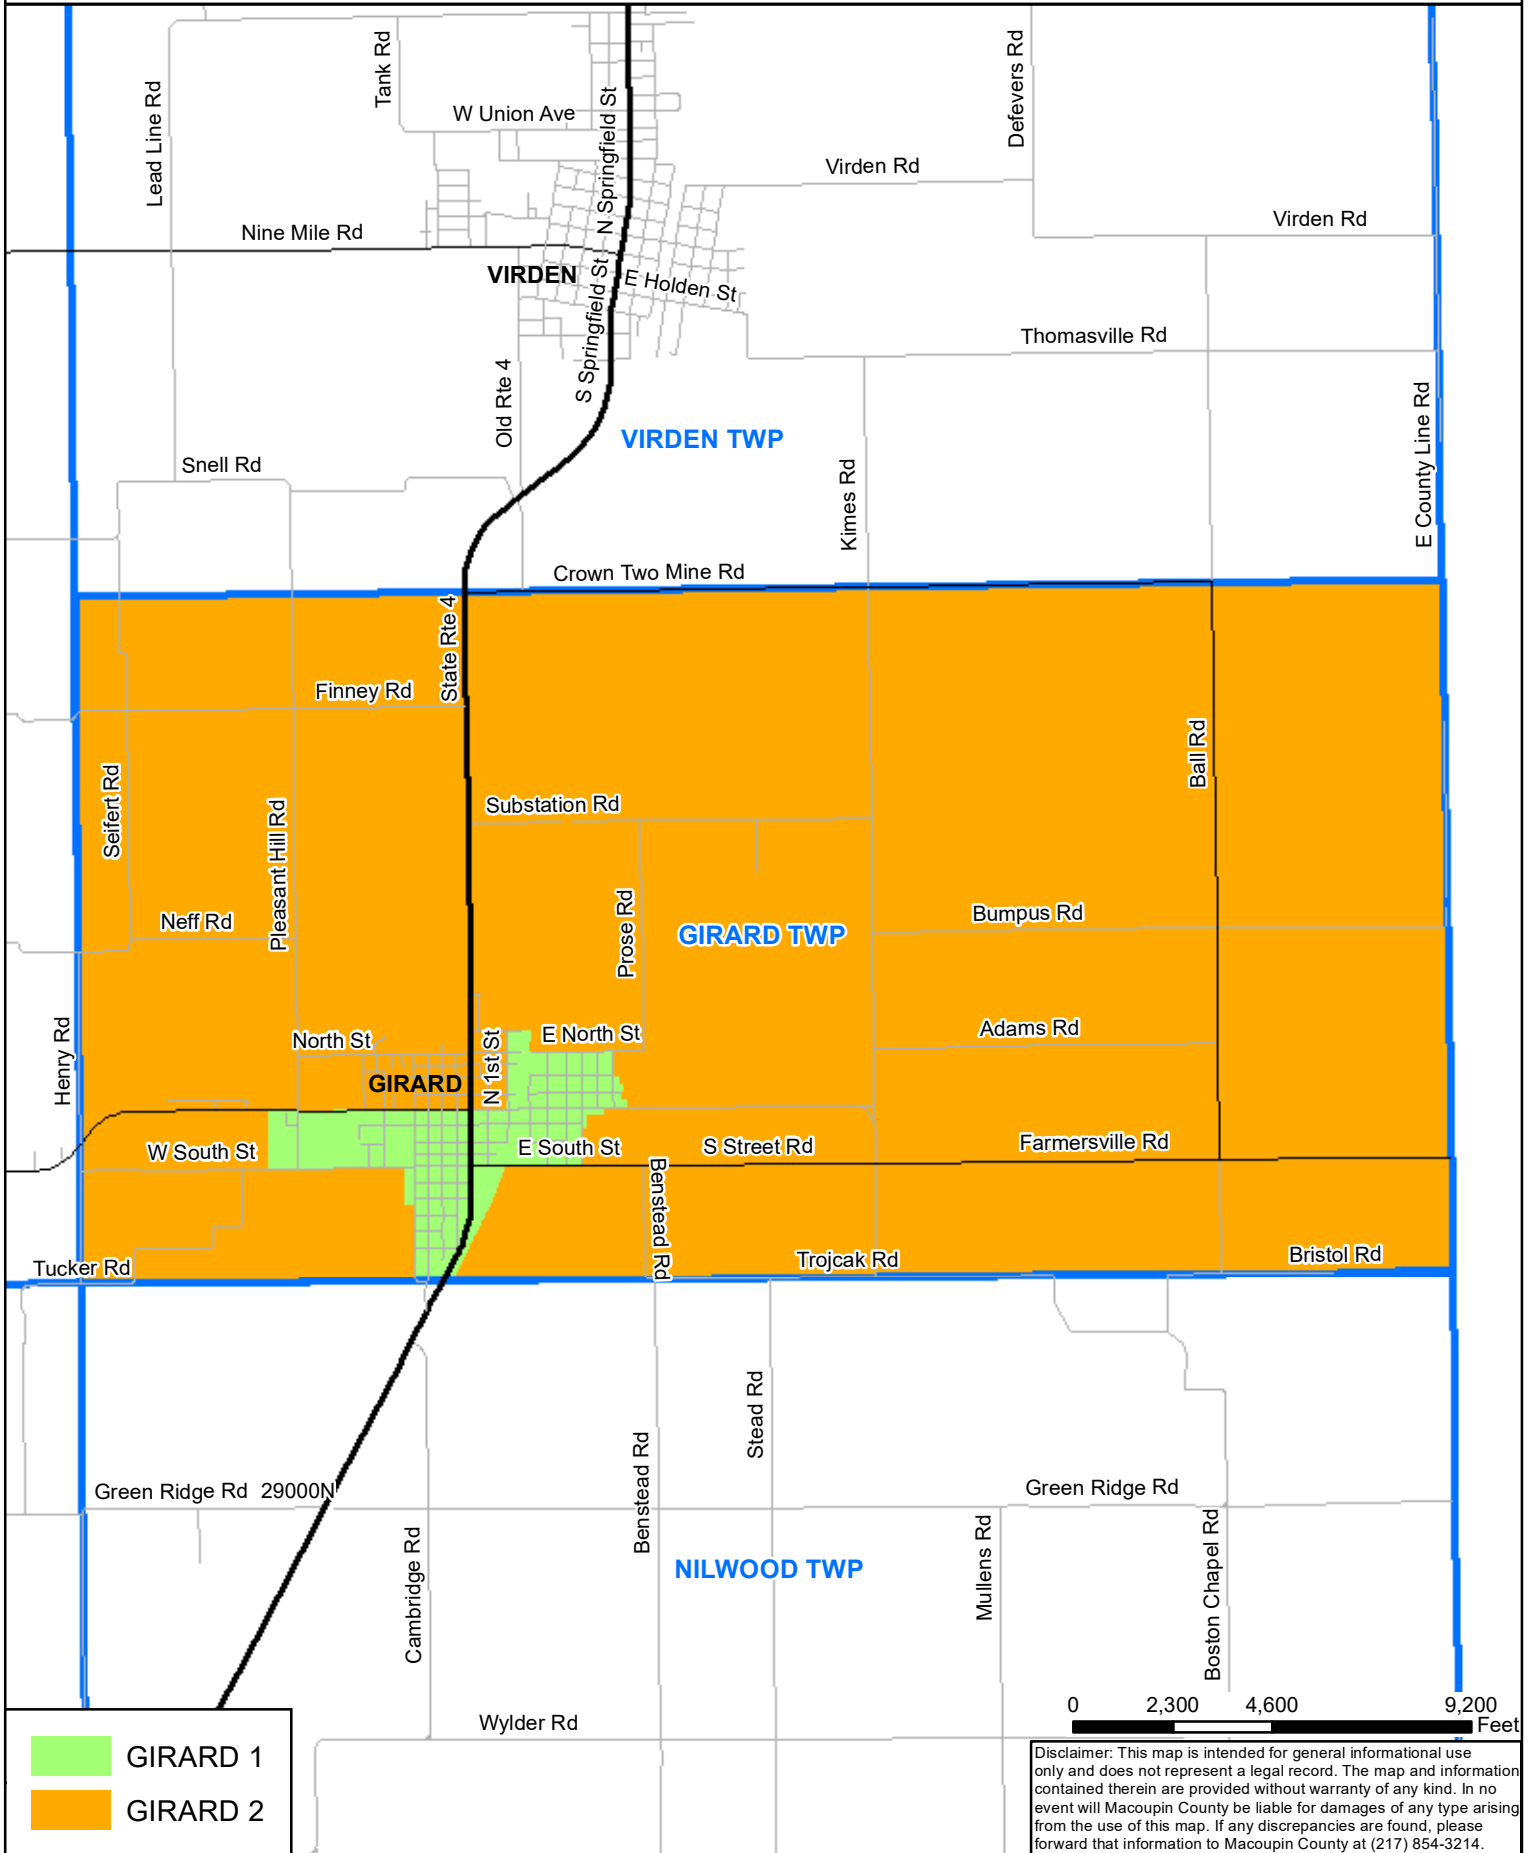 Tank Rd
Defevers Rd
Lead Line Rd
W Union Ave
N Springfield St
Virden Rd
Virden Rd
Nine Mile Rd
VIRDEN
E Holden St
S Springfield St
Thomasville Rd
Old Rte 4
E County Line Rd
VIRDEN TWP
Snell Rd
Kimes Rd
Crown Two Mine Rd
State Rte 4
Finney Rd
Ball Rd
Seifert Rd
Pleasant Hill Rd
Substation Rd
Neff Rd
Prose Rd
GIRARD TWP
Bumpus Rd
Henry Rd
North St
N 1st St
E North St
Adams Rd
GIRARD
W South St
E South St
S Street Rd
Farmersville Rd
Benstead Rd
Tucker Rd
Trojcak Rd
Bristol Rd
Stead Rd
Benstead Rd
Green Ridge Rd
29000N
Green Ridge Rd
Cambridge Rd
NILWOOD TWP
Mullens Rd
Boston Chapel Rd
Wylder Rd
0 2,300 4,600 9,200
Feet
GIRARD 1
GIRARD 2
Disclaimer: This map is intended for general informational use
only and does not represent a legal record. The map and information
contained therein are provided without warranty of any kind. In no
event will Macoupin County be liable for damages of any type arising
from the use of this map. If any discrepancies are found, please
forward that information to Macoupin County at (217) 854-3214.